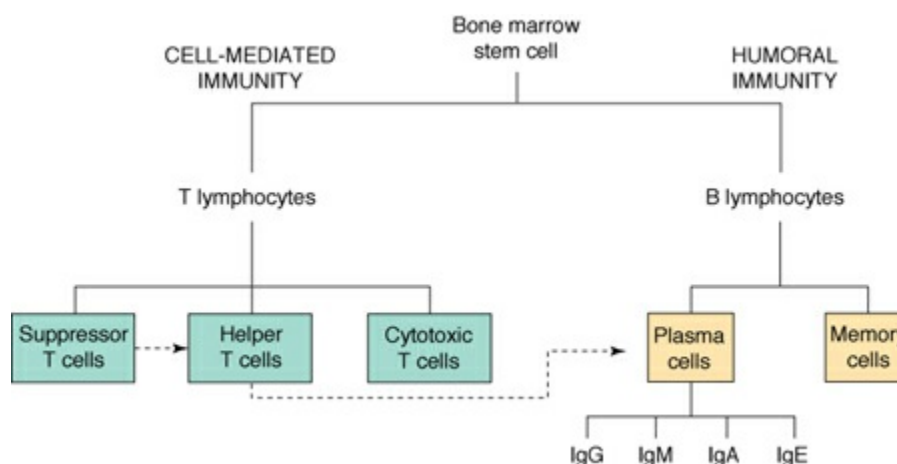 Bone marrow
stem cell
CELL-MEDIATED
IMMUNITY
HUMORAL
IMMUNITY
T lymphocytes
B lymphocytes
Suppressor
T cells
Helper
T cells
Cytotoxic
T cells
Plasma
cells
Memor
cells
IgG
IgM
IgA
IgE